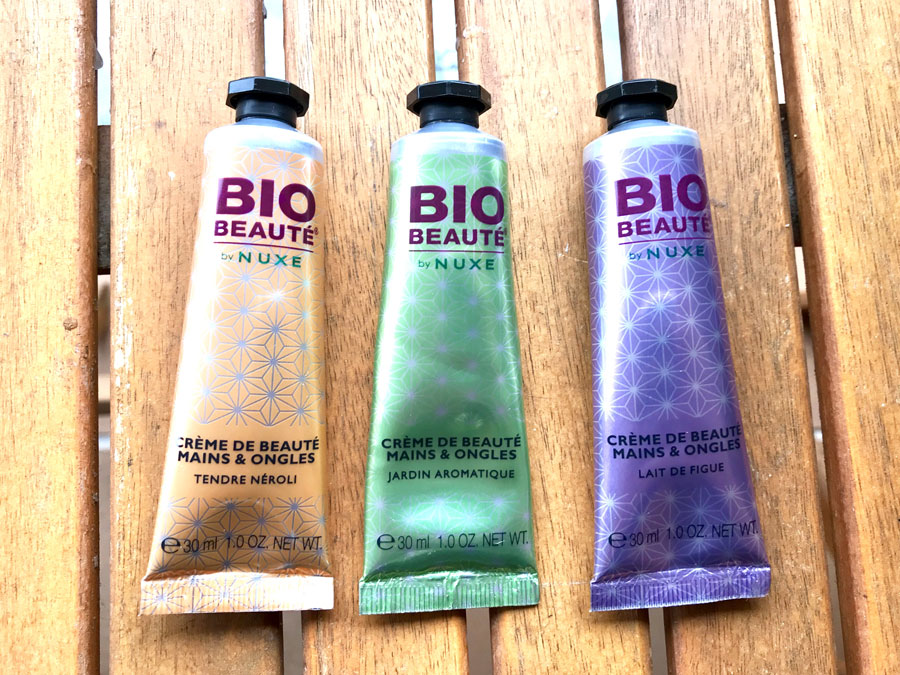 BIO
BEAUTÉ®
by NUXE
CRÈME DE BEAUTÉ
MAINS & ONGLES
TENDRE NÉROLI
℮ 30 ml 1.0 OZ. NET WT.
BIO
BEAUTÉ®
by NUXE
CRÈME DE BEAUTÉ
MAINS & ONGLES
JARDIN AROMATIQUE
℮ 30 ml 1.0 OZ. NET WT.
BIO
BEAUTÉ
by NUXE
CRÈME DE BEAUTÉ
MAINS & ONGLES
LAIT DE FIGUE
℮ 30 ml 1.0 OZ. NET WT.